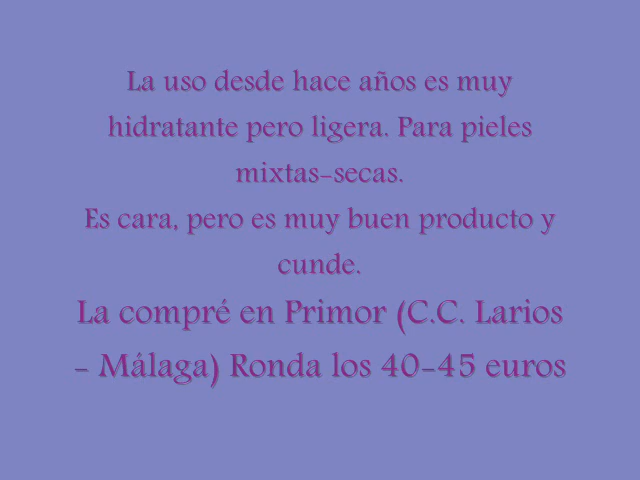 La uso desde hace años es muy
hidratante pero ligera. Para pieles
mixtas-secas.
Es cara, pero es muy buen producto y
cunde.
La compré en Primor (C.C. Larios
- Málaga) Ronda los 40-45 euros